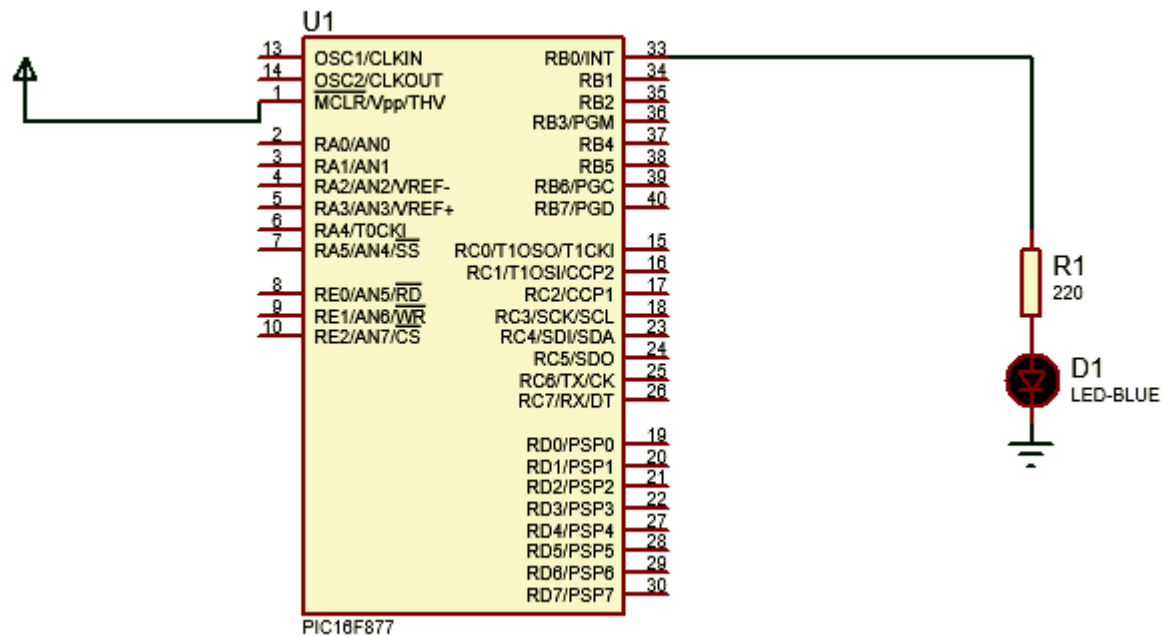 U1
13 OSC1/CLKIN RB0/INT 33
14 OSC2/CLKOUT RB1 34
1 MCLR/Vpp/THV RB2 35
RB3/PGM 36
2 RA0/AN0 RB4 37
3 RA1/AN1 RB5 38
4 RA2/AN2/VREF- RB6/PGC 39
5 RA3/AN3/VREF+ RB7/PGD 40
6 RA4/T0CKI
7 RA5/AN4/SS RC0/T1OSO/T1CKI 15
RC1/T1OSI/CCP2 16
8 RE0/AN5/RD RC2/CCP1 17
9 RE1/AN6/WR RC3/SCK/SCL 18
10 RE2/AN7/CS RC4/SDI/SDA 23
RC5/SDO 24
RC6/TX/CK 25
RC7/RX/DT 26
RD0/PSP0 19
RD1/PSP1 20
RD2/PSP2 21
RD3/PSP3 22
RD4/PSP4 27
RD5/PSP5 28
RD6/PSP6 29
RD7/PSP7 30
PIC16F877
R1
220
D1
LED-BLUE